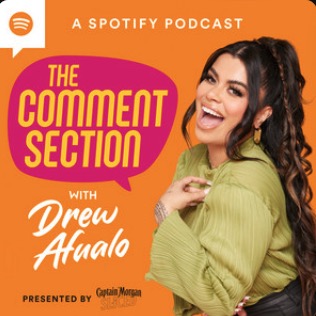 A SPOTIFY PODCAST
THE
COMMENT
SECTION
WITH
Drew
Afualo
PRESENTED BY Captain Morgan